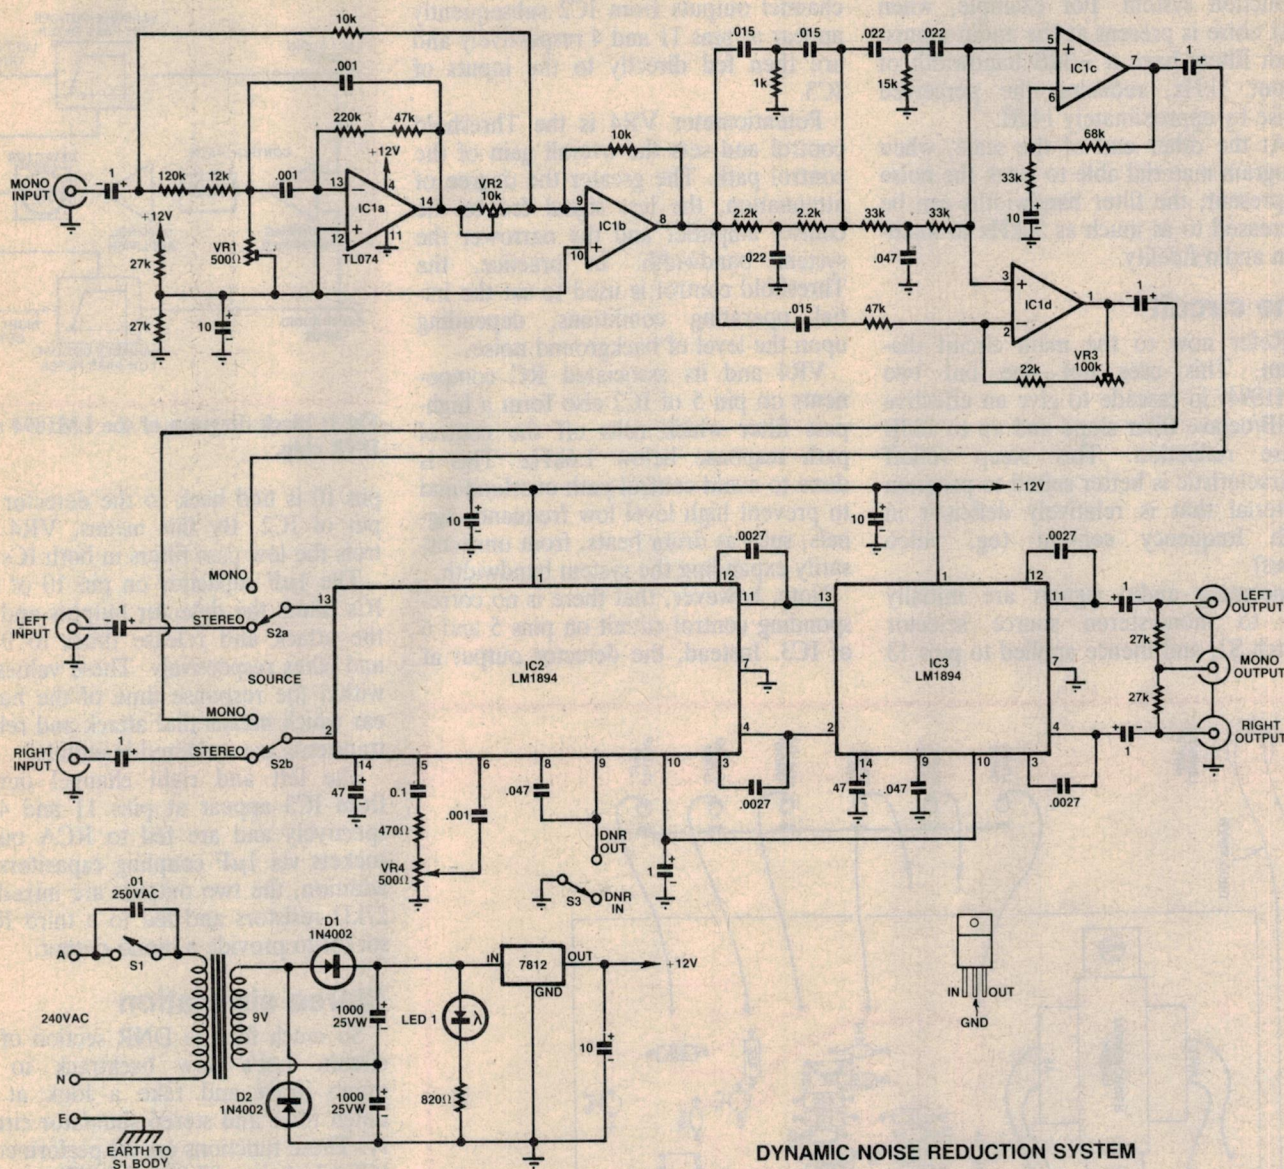 10k
.001
220k
47k
+12V
MONO
INPUT
1
120k
12k
.001
13
4
14
IC1a
12
11
TL074
+12V
27k
VR1
500Ω
27k
10
VR2
10k
10k
9
8
IC1b
10
.015
.015
.022
.022
1k
15k
5
IC1c
7
6
1
68k
33k
10
2.2k
2.2k
33k
33k
.022
.047
3
IC1d
1
2
1
.015
47k
22k
VR3
100k
+12V
10
10
.0027
.0027
1
12
1
12
MONO
13
11
13
11
1
LEFT
OUTPUT
LEFT
INPUT
1
STEREO
S2a
IC2
LM1894
IC3
LM1894
27k
SOURCE
7
7
MONO
OUTPUT
MONO
27k
2
4
2
4
RIGHT
OUTPUT
RIGHT
INPUT
1
STEREO
S2b
1
14
5
6
8
9
10
3
14
9
10
3
47
0.1
.001
.047
.0027
47
.047
.0027
470Ω
VR4
500Ω
DNR
OUT
1
S3
DNR
IN
.01
250VAC
A
S1
D1
1N4002
IN
7812
OUT
+12V
GND
240VAC
9V
1000
25VW
LED 1
λ
10
IN
OUT
GND
N
D2
1N4002
1000
25VW
820Ω
E
EARTH TO
S1 BODY
DYNAMIC NOISE REDUCTION SYSTEM